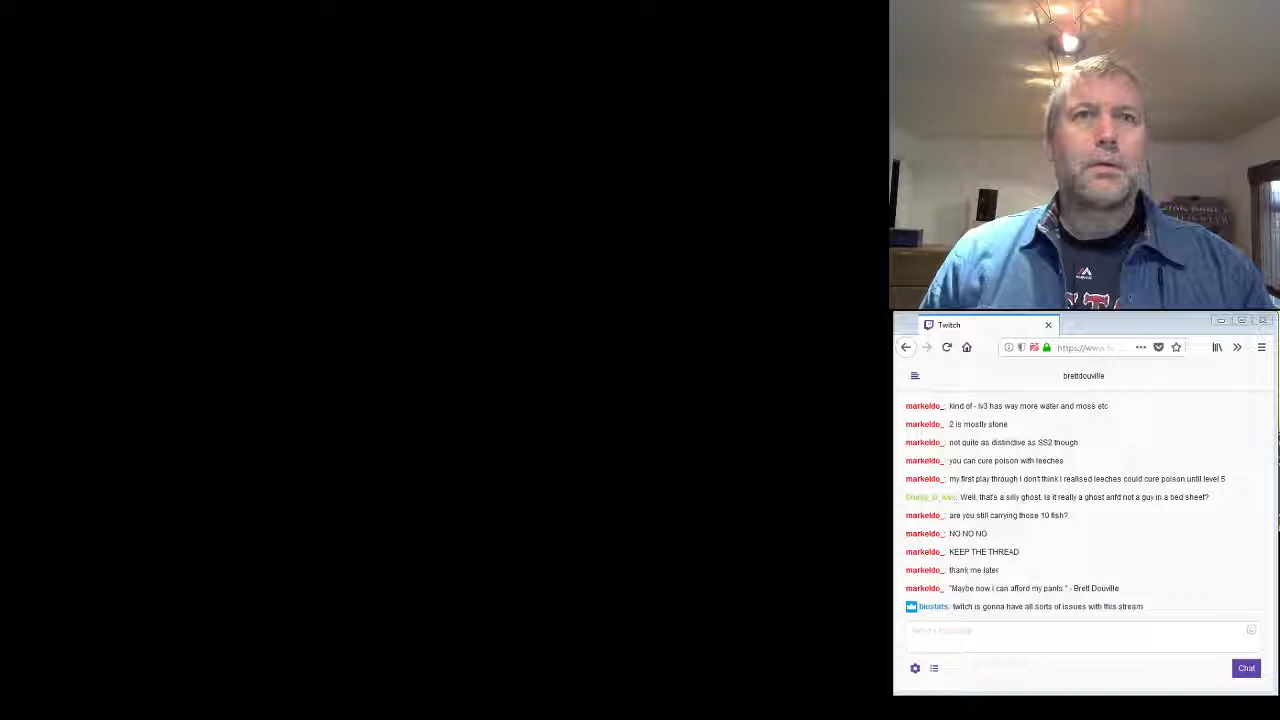 Twitch
https://www.
brettdouville
markeldo_: kind of - lv3 has way more water and moss etc
markeldo_: 2 is mostly stone
markeldo_: not quite as distinctive as SS2 though
markeldo_: you can cure poison with leeches
markeldo_: my first play through I don't think I realised leeches could cure poison until level 5
Well, that's a silly ghost. Is it really a ghost anfd not a guy in a bed sheet?
markeldo_: are you still carrying those 10 fish?
markeldo_: NO NO NO
markeldo_: KEEP THE THREAD
markeldo_: thank me later
markeldo_: "Maybe now i can afford my pants." - Brett Douville
biostats: twitch is gonna have all sorts of issues with this stream
Send a message
Chat